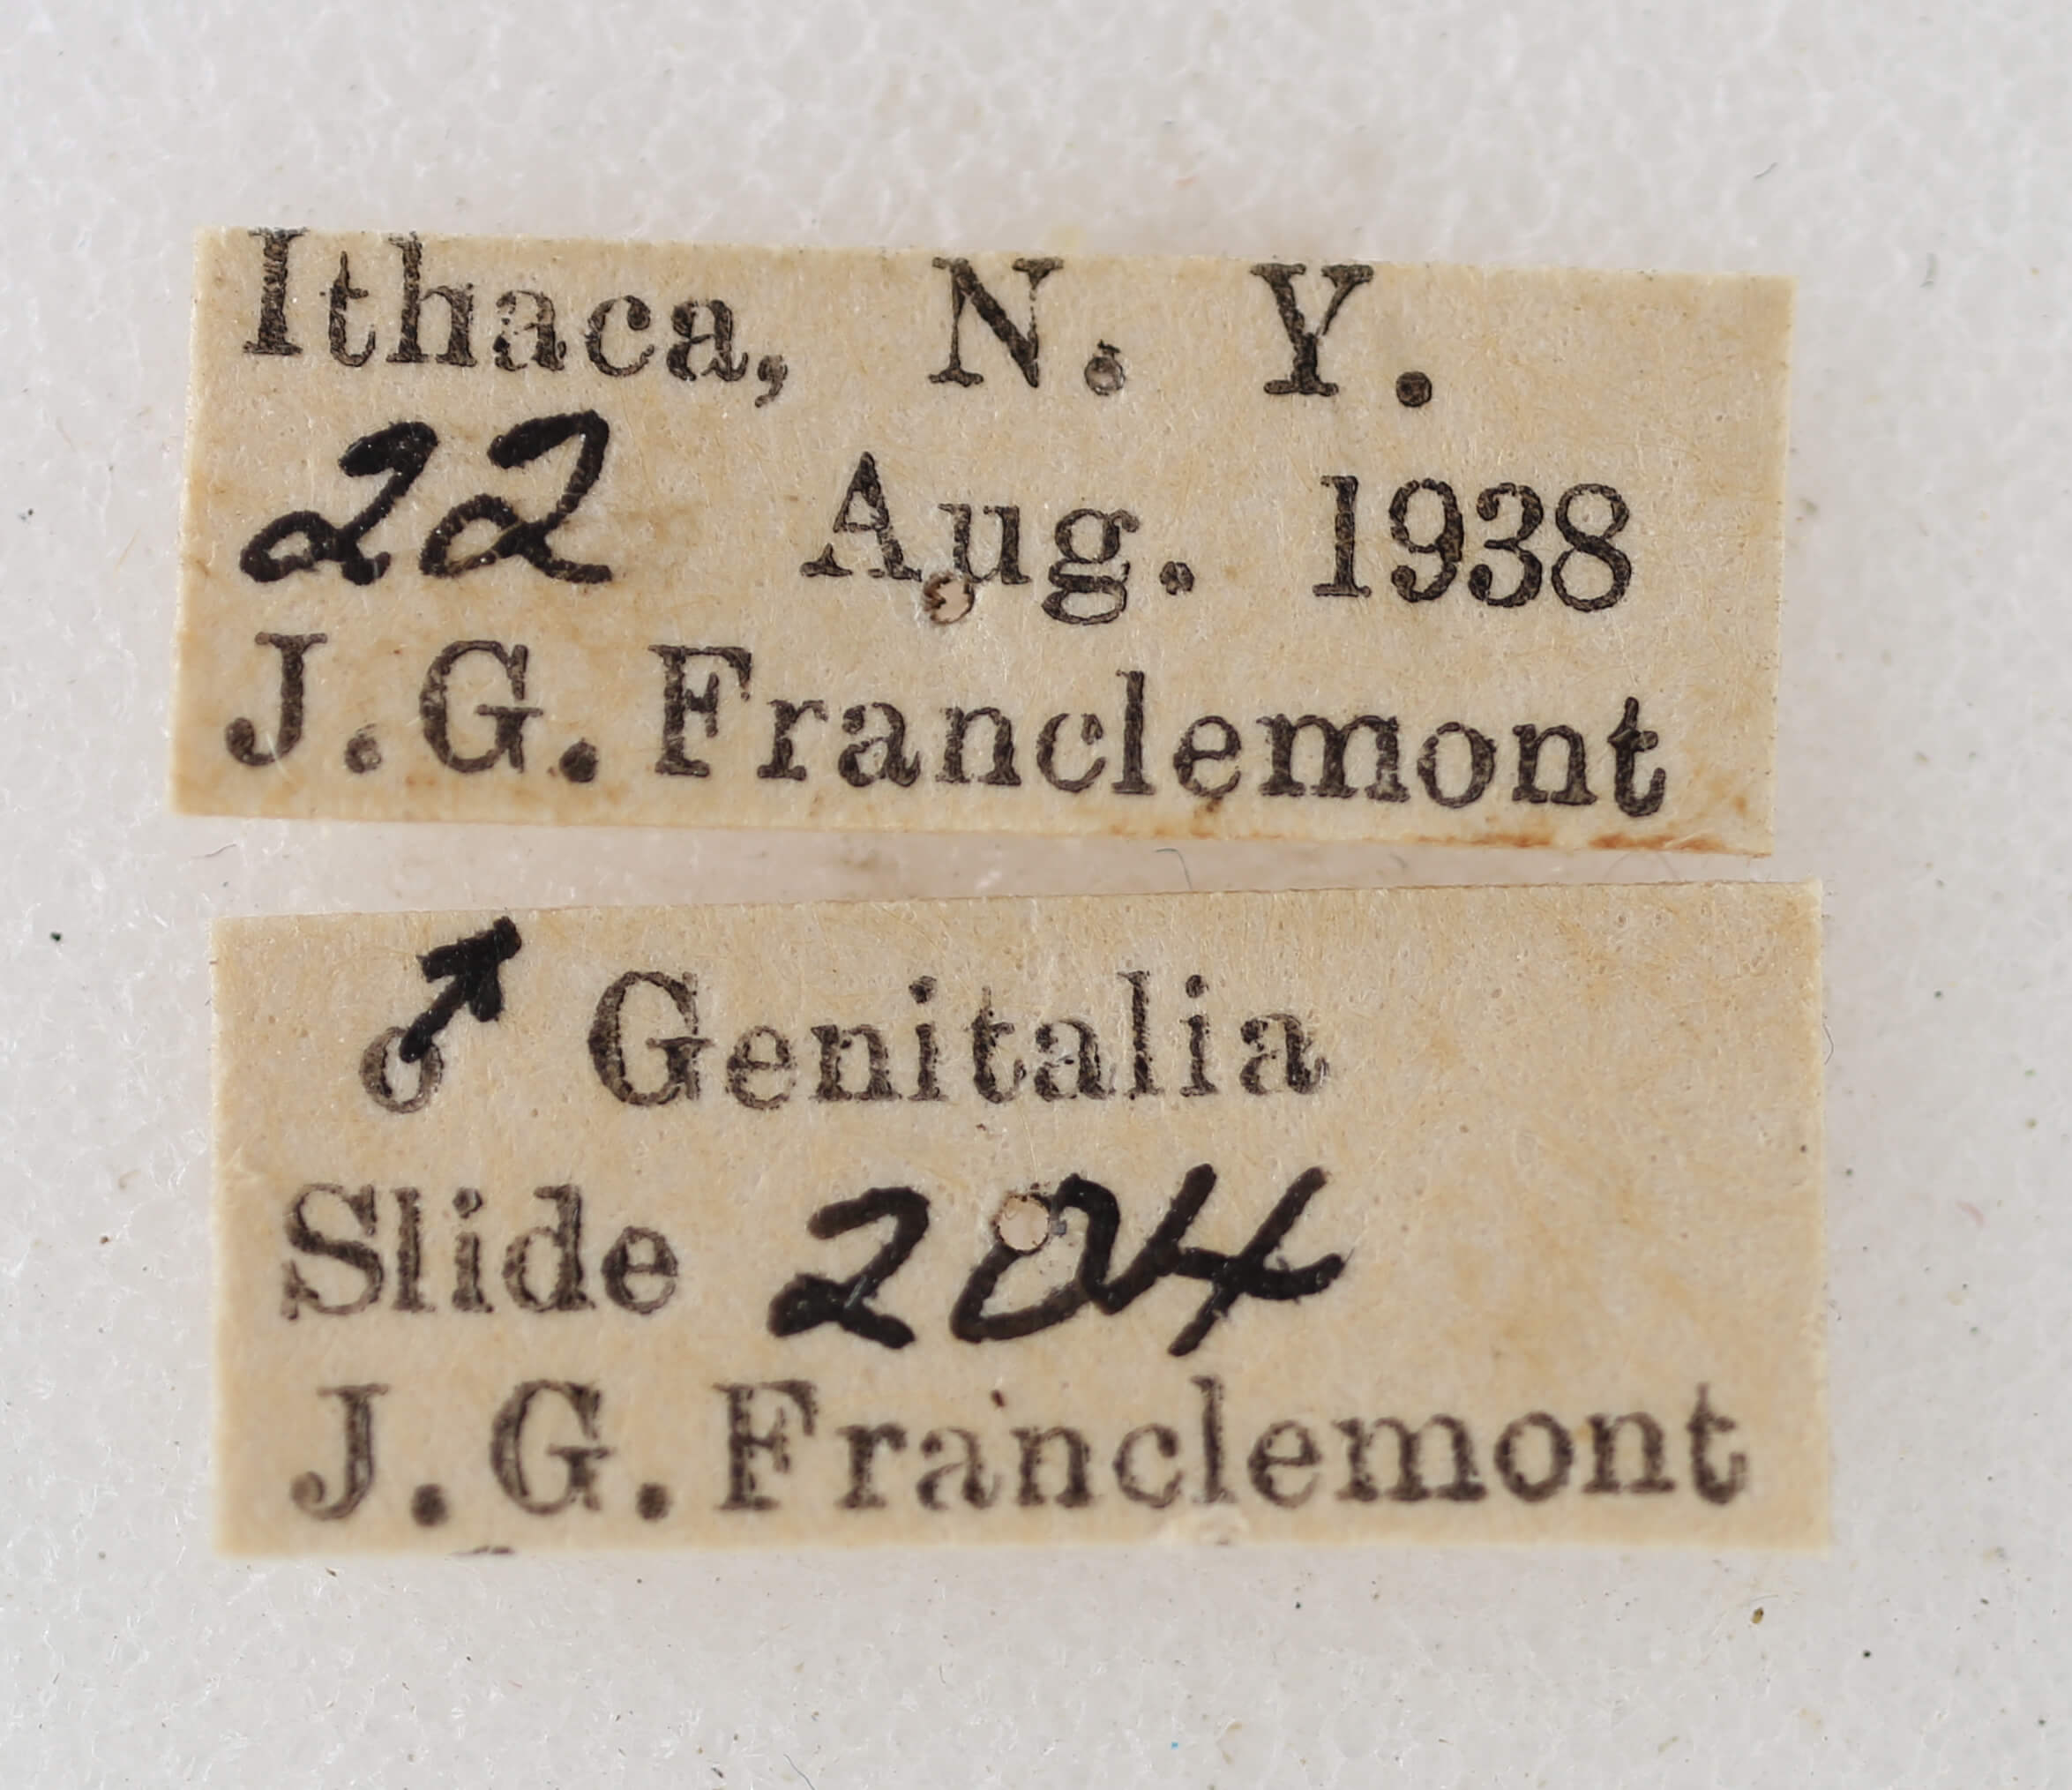 Ithaca, N. Y.
22 Aug. 1938
J. G. Franclemont
♂ Genitalia
Slide 204
J. G. Franclemont